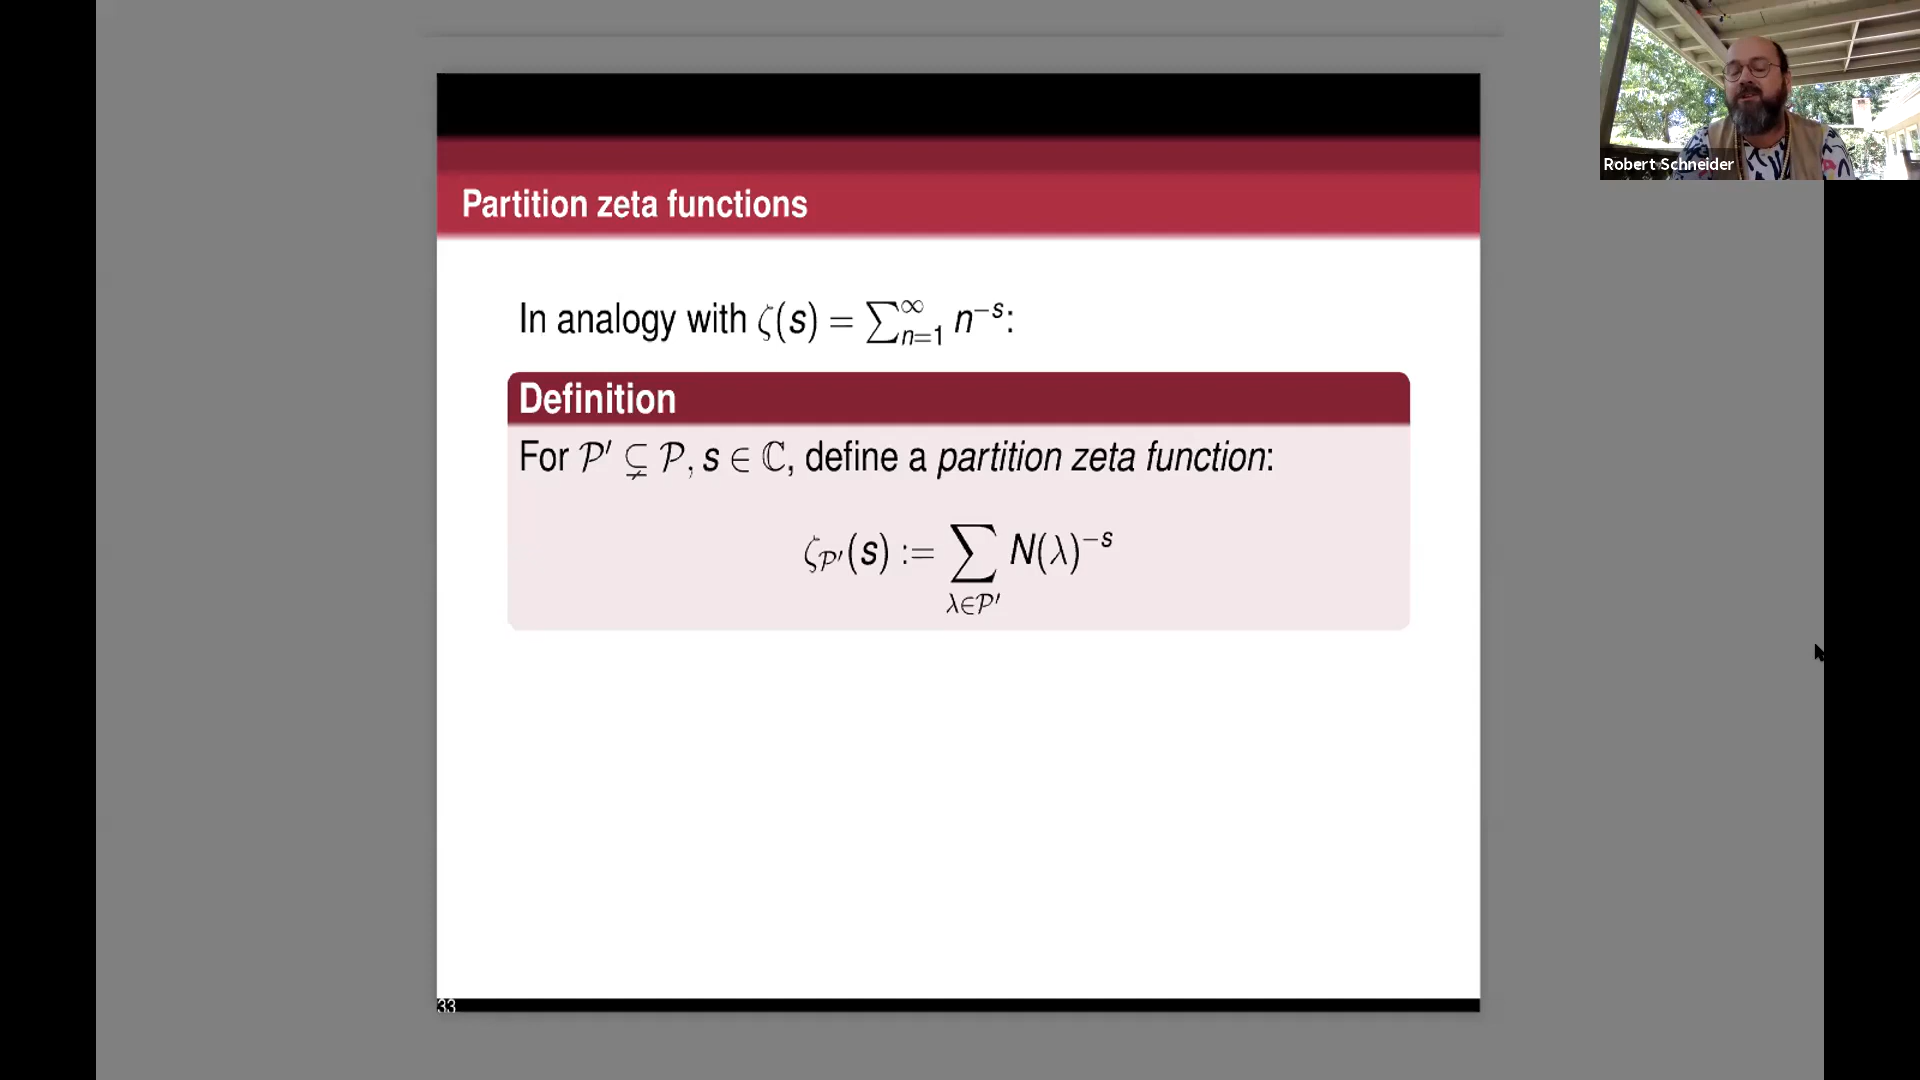 Robert Schneider
Partition zeta functions
In analogy with ζ(s) = ∑_{n=1}^{∞} n^{−s}:
Definition
For 𝒫′ ⊊ 𝒫, s ∈ ℂ, define a partition zeta function:
ζ_{𝒫′}(s) := ∑_{λ∈𝒫′} N(λ)^{−s}
33